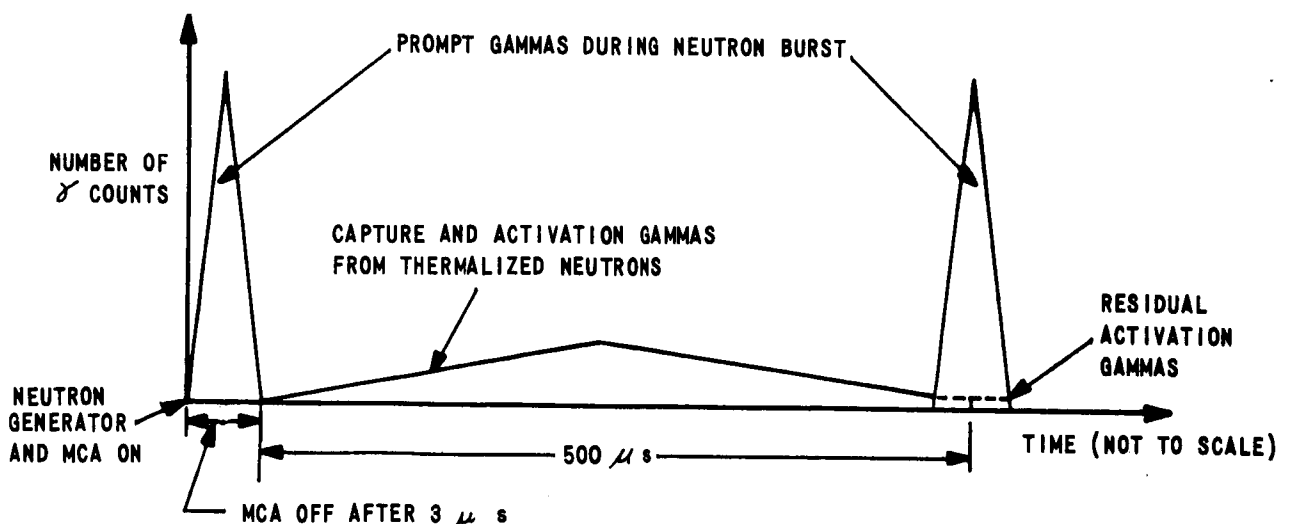 PROMPT GAMMAS DURING NEUTRON BURST
NUMBER OF
γ COUNTS
CAPTURE AND ACTIVATION GAMMAS
FROM THERMALIZED NEUTRONS
RESIDUAL
ACTIVATION
GAMMAS
NEUTRON
GENERATOR
AND MCA ON
500 μ s
TIME (NOT TO SCALE)
MCA OFF AFTER 3 μ s